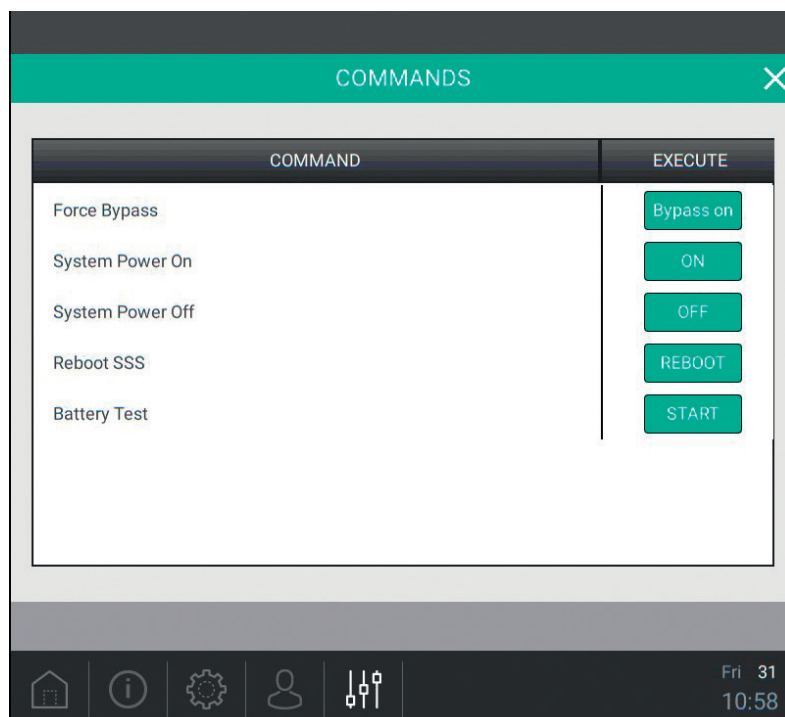 COMMANDS
COMMAND EXECUTE
Force Bypass Bypass on
System Power On ON
System Power Off OFF
Reboot SSS REBOOT
Battery Test START
Fri 31
10:58